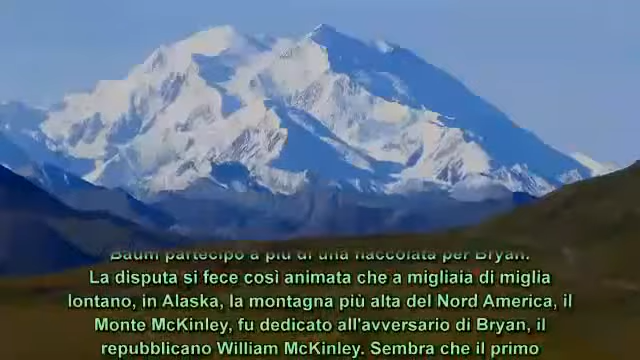 Baum partecipò a più di una fiaccolata per Bryan.
La disputa si fece così animata che a migliaia di miglia
lontano, in Alaska, la montagna più alta del Nord America, il
Monte McKinley, fu dedicato all'avversario di Bryan, il
repubblicano William McKinley. Sembra che il primo